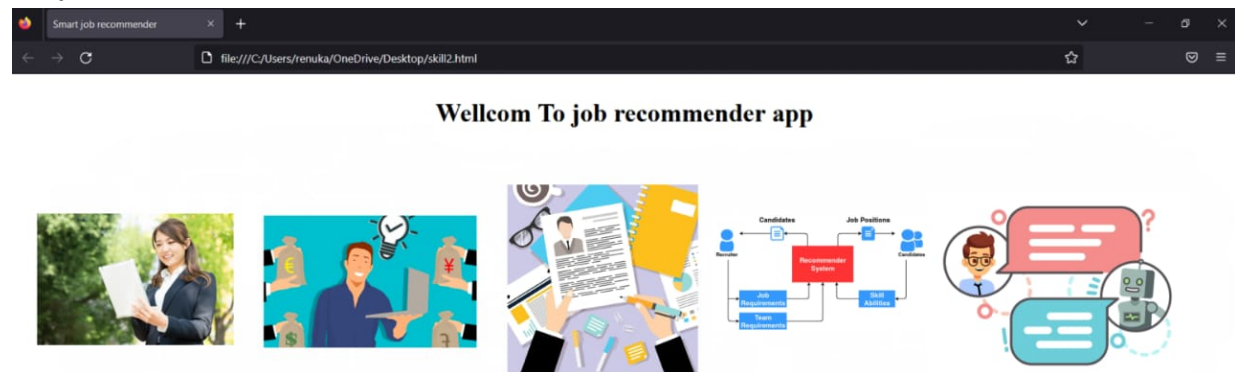 Smart job recommender
file:///C:/Users/renuka/OneDrive/Desktop/skill2.html
Wellcom To job recommender app
Candidates
Job Positions
Recruiter
Candidates
Recommender
System
Job
Requirements
Skill
Abilities
Team
Requirements
€
¥
$
?